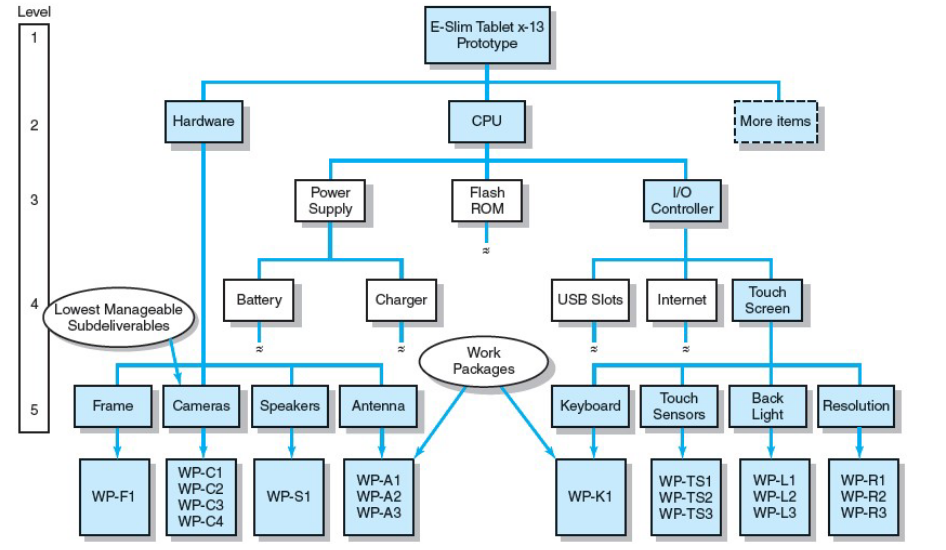 Level
1
E-Slim Tablet x-13
Prototype
2
Hardware
CPU
More items
3
Power
Supply
Flash
ROM
I/O
Controller
4
Battery
Charger
USB Slots
Internet
Touch
Screen
Lowest Manageable
Subdeliverables
Work
Packages
5
Frame
Cameras
Speakers
Antenna
Keyboard
Touch
Sensors
Back
Light
Resolution
WP-F1
WP-C1
WP-C2
WP-C3
WP-C4
WP-S1
WP-A1
WP-A2
WP-A3
WP-K1
WP-TS1
WP-TS2
WP-TS3
WP-L1
WP-L2
WP-L3
WP-R1
WP-R2
WP-R3